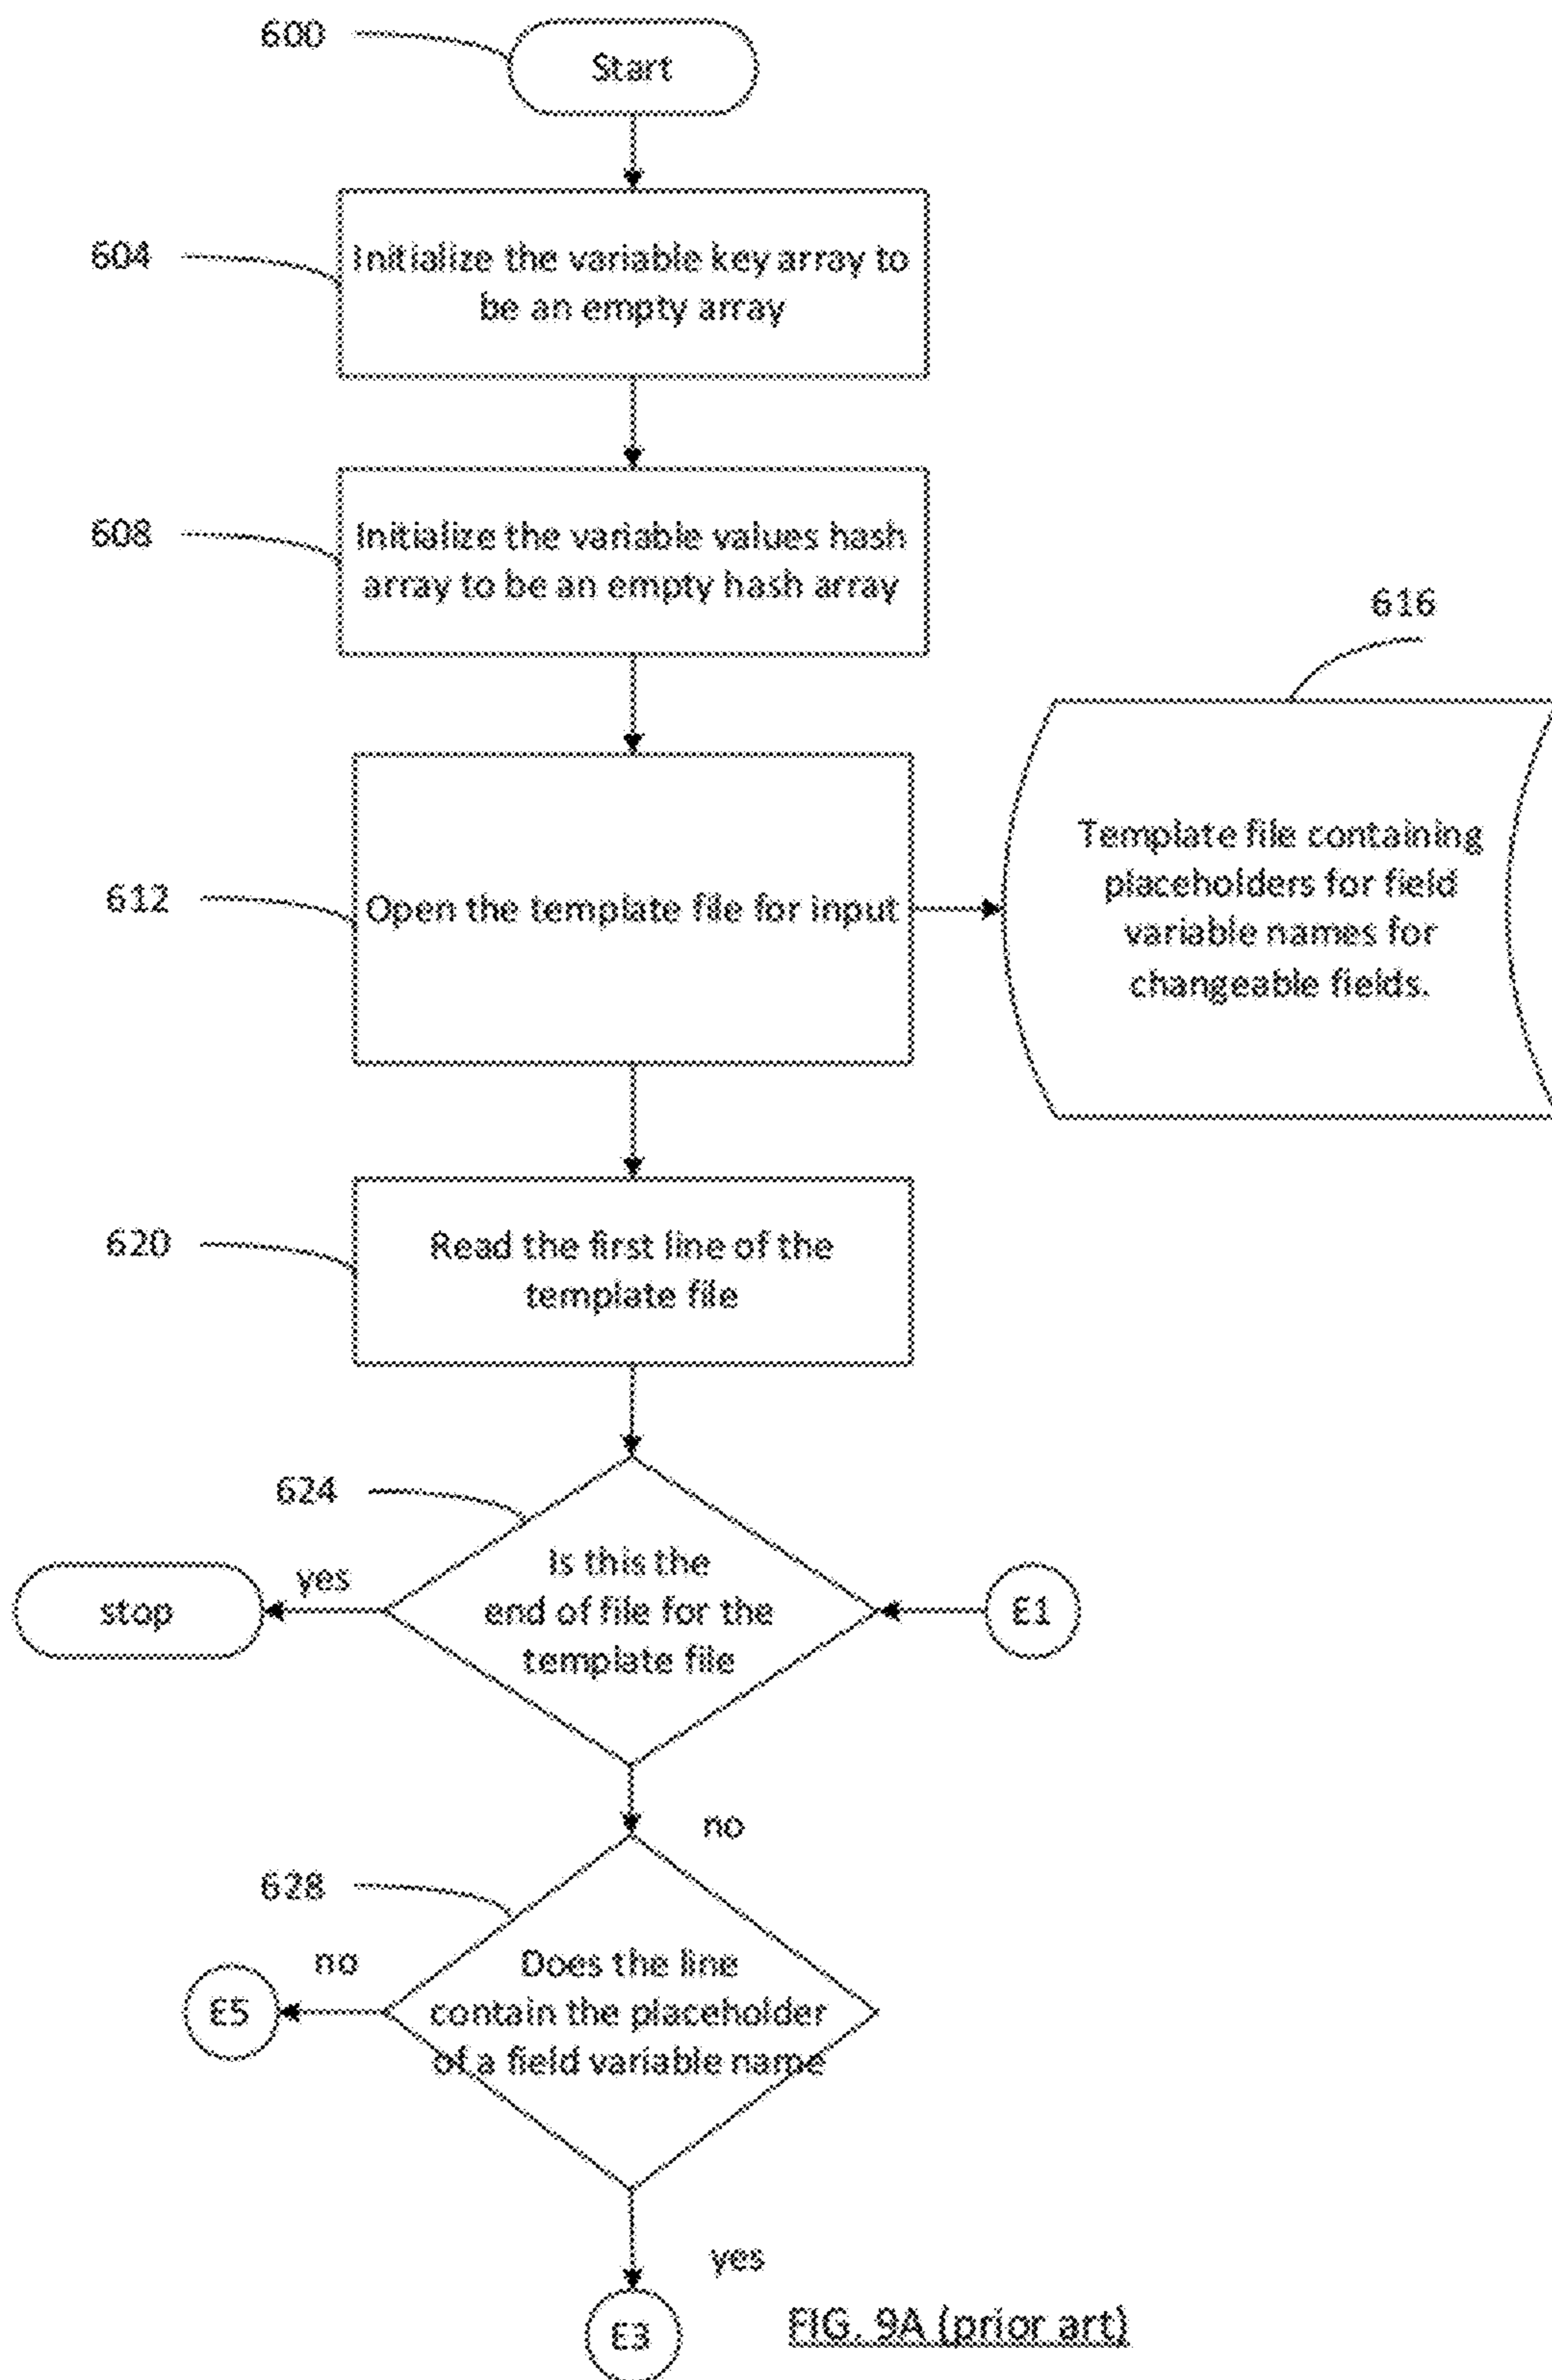 600
Start
604
Initialize the variable key array to
be an empty array
608
Initialize the variable values hash
array to be an empty hash array
616
612
Open the template file for input
Template file containing
placeholders for field
variable names for
changeable fields.
620
Read the first line of the
template file
624
Is this the
end of file for the
template file
yes
stop
E1
no
628
Does the line
contain the placeholder
of a field variable name
no
E5
yes
E3
FIG. 9A (prior art)